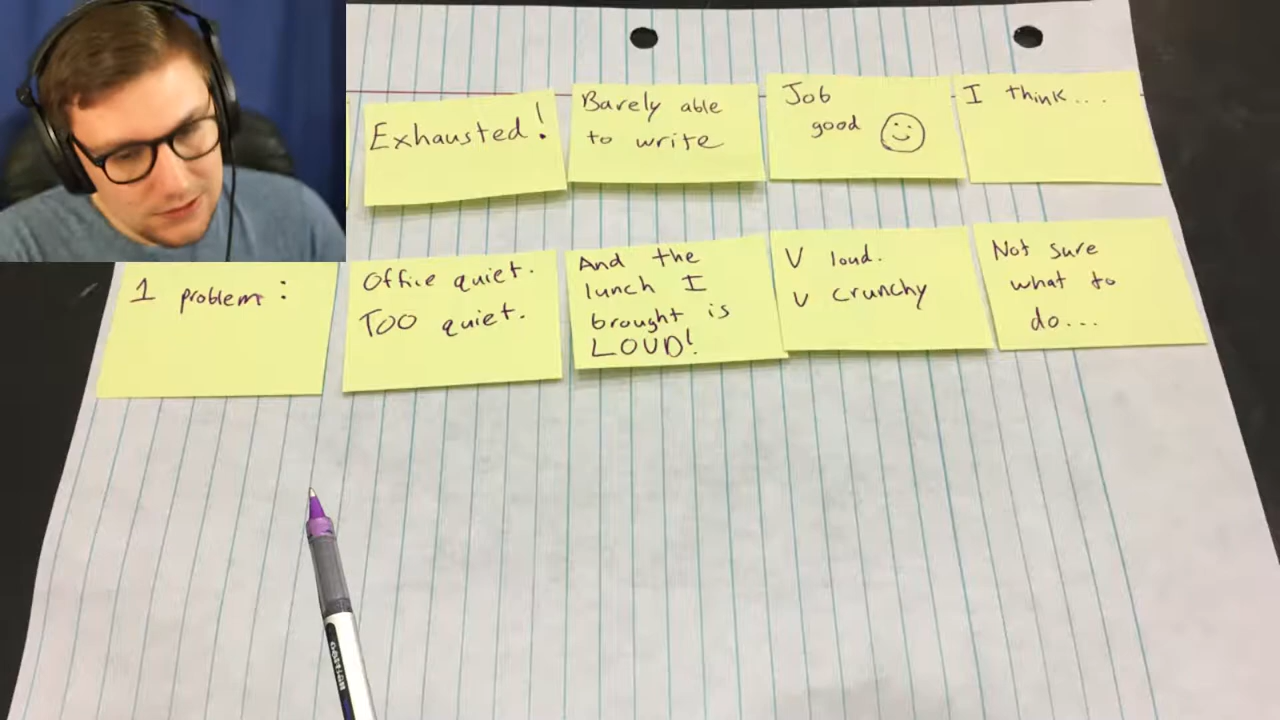 Exhausted!
Barely able
to write
Job
good
I think...
1 problem:
Office quiet.
TOO quiet.
And the
lunch I
brought is
LOUD!
V loud.
V crunchy
Not sure
what to
do...